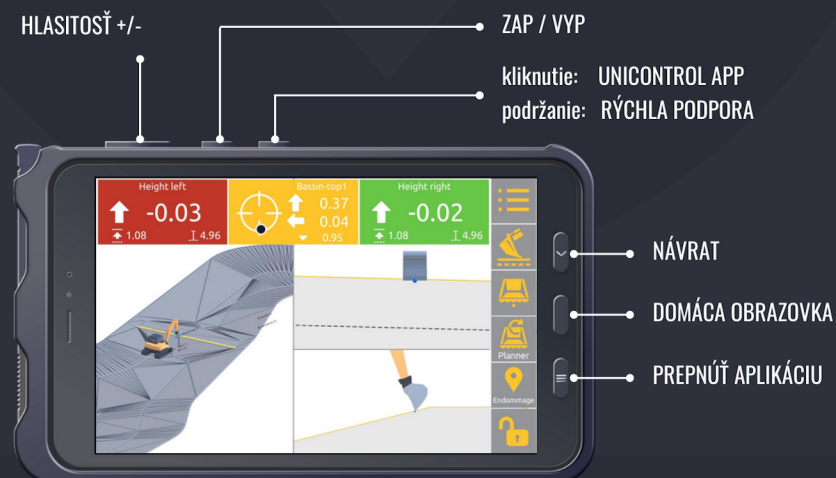 HLASITOSŤ +/-
ZAP / VYP
kliknutie: UNICONTROL APP
podržanie: RÝCHLA PODPORA
Height left
-0.03
1.08 4.96
Bassin-top1
0.37
0.04
0.95
Height right
-0.02
1.08 4.96
Planner
Endommage
NÁVRAT
DOMÁCA OBRAZOVKA
PREPNÚŤ APLIKÁCIU